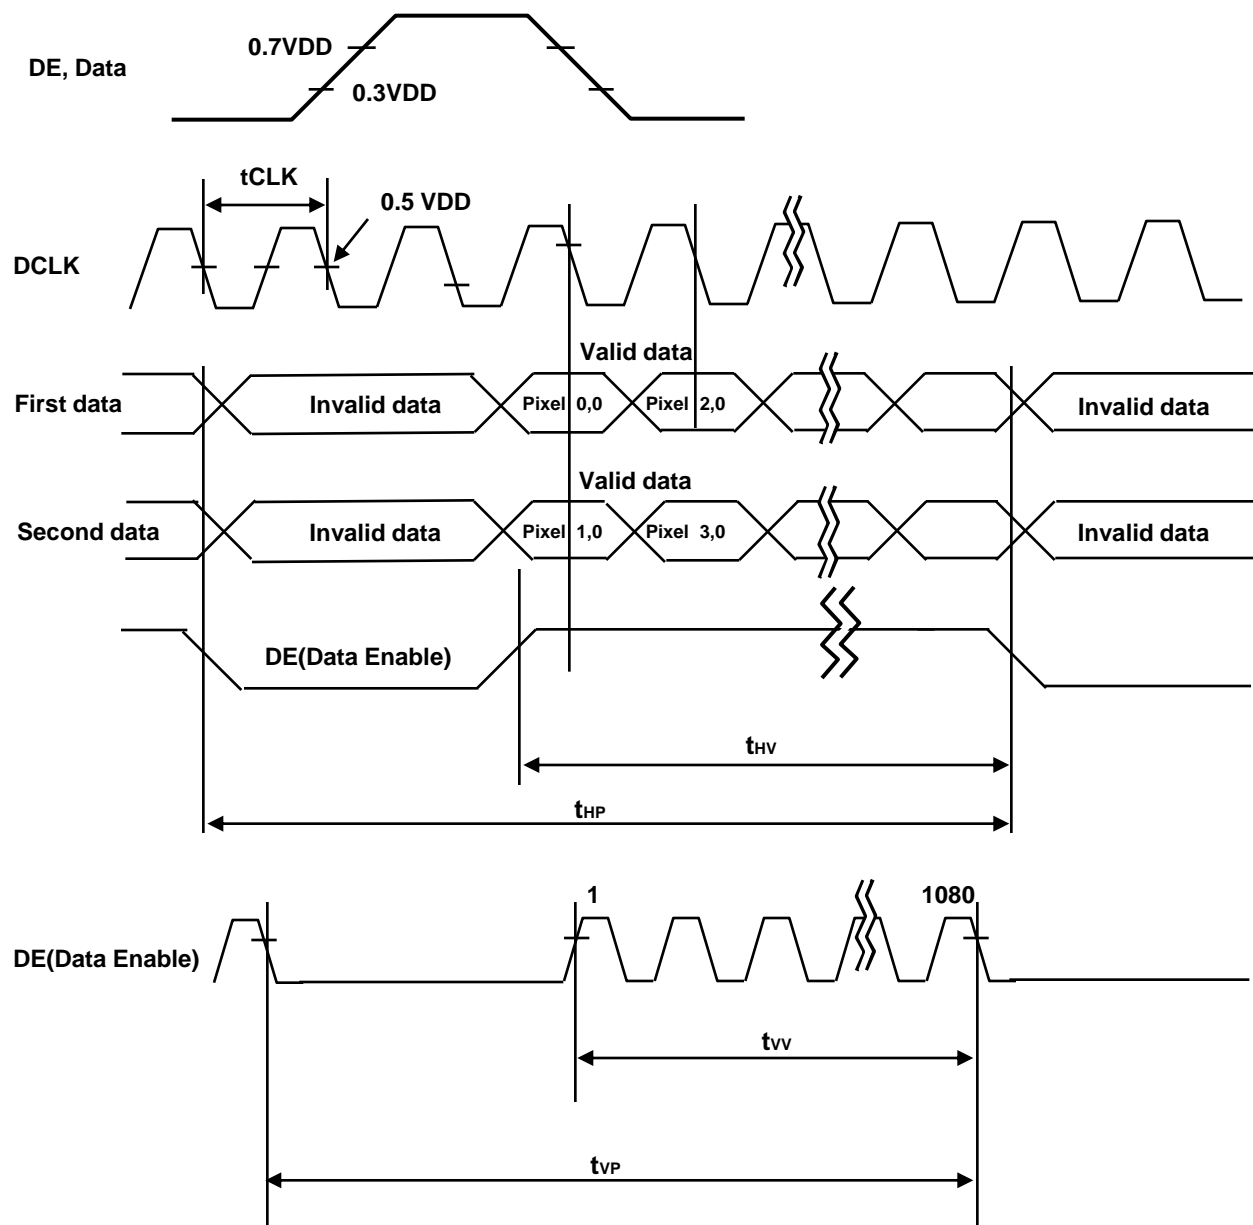 0.7VDD
DE, Data
0.3VDD
tCLK
0.5 VDD
DCLK
Valid data
First data
Invalid data
Pixel 0,0
Pixel 2,0
Invalid data
Valid data
Second data
Invalid data
Pixel 1,0
Pixel 3,0
Invalid data
DE(Data Enable)
tHV
tHP
1
1080
DE(Data Enable)
tVV
tVP